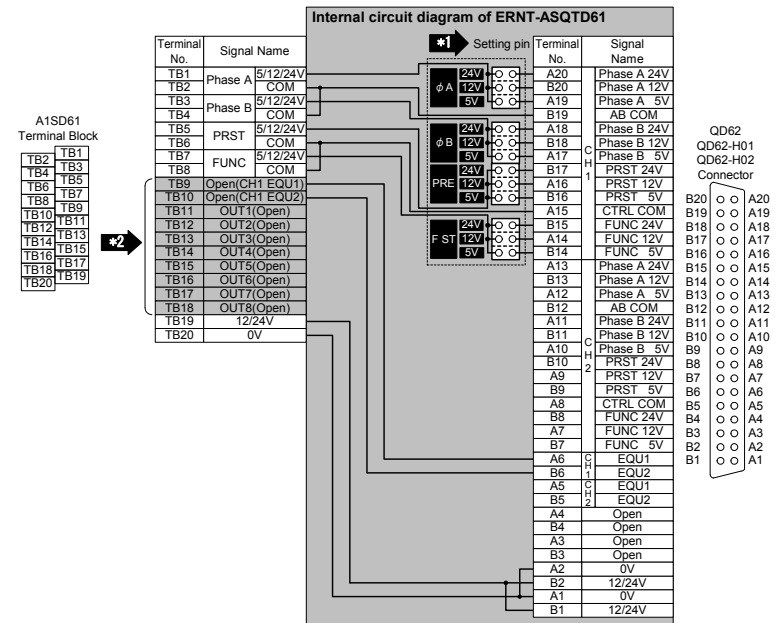 Internal circuit diagram of ERNT-ASQTD61
*1 Setting pin
A1SD61
Terminal Block
TB1
TB2
TB3
TB4
TB5
TB6
TB7
TB8
TB9
TB10
TB11
TB12
TB13
TB14
TB15
TB16
TB17
TB18
TB19
TB20
*2
Terminal No. Signal Name
TB1 Phase A 5/12/24V
TB2 COM
TB3 Phase B 5/12/24V
TB4 COM
TB5 PRST 5/12/24V
TB6 COM
TB7 FUNC 5/12/24V
TB8 COM
TB9 Open(CH1 EQU1)
TB10 Open(CH1 EQU2)
TB11 OUT1(Open)
TB12 OUT2(Open)
TB13 OUT3(Open)
TB14 OUT4(Open)
TB15 OUT5(Open)
TB16 OUT6(Open)
TB17 OUT7(Open)
TB18 OUT8(Open)
TB19 12/24V
TB20 0V
φA 24V 12V 5V
φB 24V 12V 5V
PRE 24V 12V 5V
F ST 24V 12V 5V
Terminal No. Signal Name
CH1
A20 Phase A 24V
B20 Phase A 12V
A19 Phase A 5V
B19 AB COM
A18 Phase B 24V
B18 Phase B 12V
A17 Phase B 5V
B17 PRST 24V
A16 PRST 12V
B16 PRST 5V
A15 CTRL COM
B15 FUNC 24V
A14 FUNC 12V
B14 FUNC 5V
CH2
A13 Phase A 24V
B13 Phase A 12V
A12 Phase A 5V
B12 AB COM
A11 Phase B 24V
B11 Phase B 12V
A10 Phase B 5V
B10 PRST 24V
A9 PRST 12V
B9 PRST 5V
A8 CTRL COM
B8 FUNC 24V
A7 FUNC 12V
B7 FUNC 5V
CH1
A6 EQU1
B6 EQU2
CH2
A5 EQU1
B5 EQU2
A4 Open
B4 Open
A3 Open
B3 Open
A2 0V
B2 12/24V
A1 0V
B1 12/24V
QD62
QD62-H01
QD62-H02
Connector
B20 A20
B19 A19
B18 A18
B17 A17
B16 A16
B15 A15
B14 A14
B13 A13
B12 A12
B11 A11
B10 A10
B9 A9
B8 A8
B7 A7
B6 A6
B5 A5
B4 A4
B3 A3
B2 A2
B1 A1